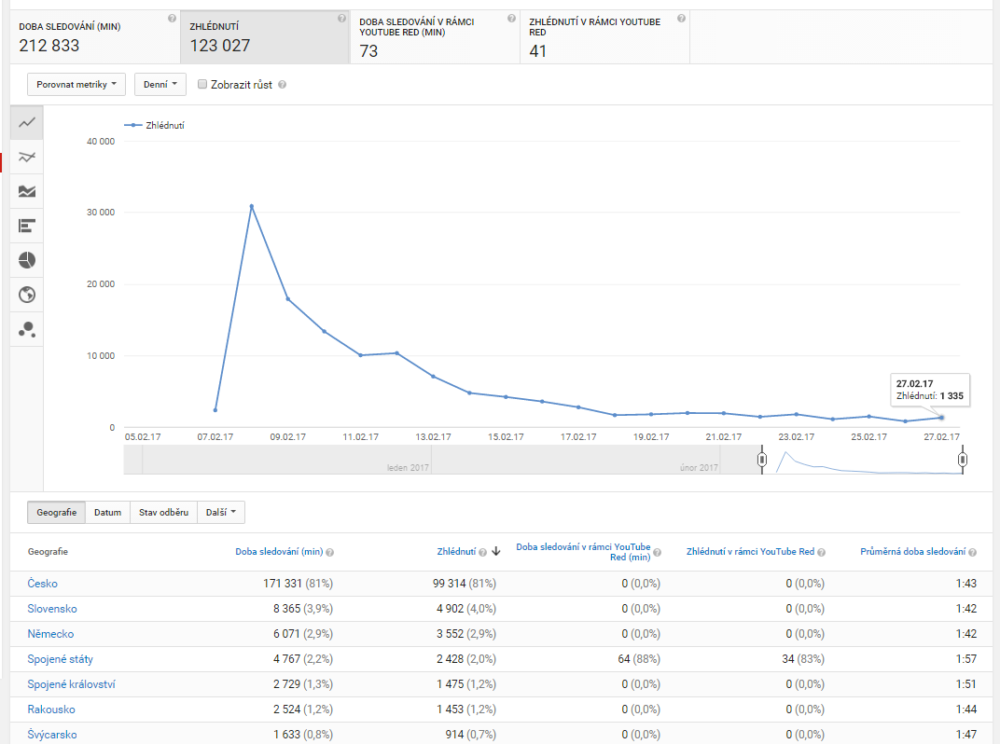 DOBA SLEDOVÁNÍ (MIN)
212 833
ZHLÉDNUTÍ
123 027
DOBA SLEDOVÁNÍ V RÁMCI
YOUTUBE RED (MIN)
73
ZHLÉDNUTÍ V RÁMCI YOUTUBE
RED
41
Porovnat metriky
Denní
Zobrazit růst
Zhlédnutí
40 000
30 000
20 000
10 000
0
27.02.17
Zhlédnutí: 1 335
05.02.17 07.02.17 09.02.17 11.02.17 13.02.17 15.02.17 17.02.17 19.02.17 21.02.17 23.02.17 25.02.17 27.02.17
leden 2017 únor 2017
Geografie Datum Stav odběru Další
Geografie Doba sledování (min) Zhlédnutí Doba sledování v rámci YouTube Red (min) Zhlédnutí v rámci YouTube Red Průměrná doba sledování
Česko 171 331 (81%) 99 314 (81%) 0 (0,0%) 0 (0,0%) 1:43
Slovensko 8 365 (3,9%) 4 902 (4,0%) 0 (0,0%) 0 (0,0%) 1:42
Německo 6 071 (2,9%) 3 552 (2,9%) 0 (0,0%) 0 (0,0%) 1:42
Spojené státy 4 767 (2,2%) 2 428 (2,0%) 64 (88%) 34 (83%) 1:57
Spojené království 2 729 (1,3%) 1 475 (1,2%) 0 (0,0%) 0 (0,0%) 1:51
Rakousko 2 524 (1,2%) 1 453 (1,2%) 0 (0,0%) 0 (0,0%) 1:44
Švýcarsko 1 633 (0,8%) 914 (0,7%) 0 (0,0%) 0 (0,0%) 1:47